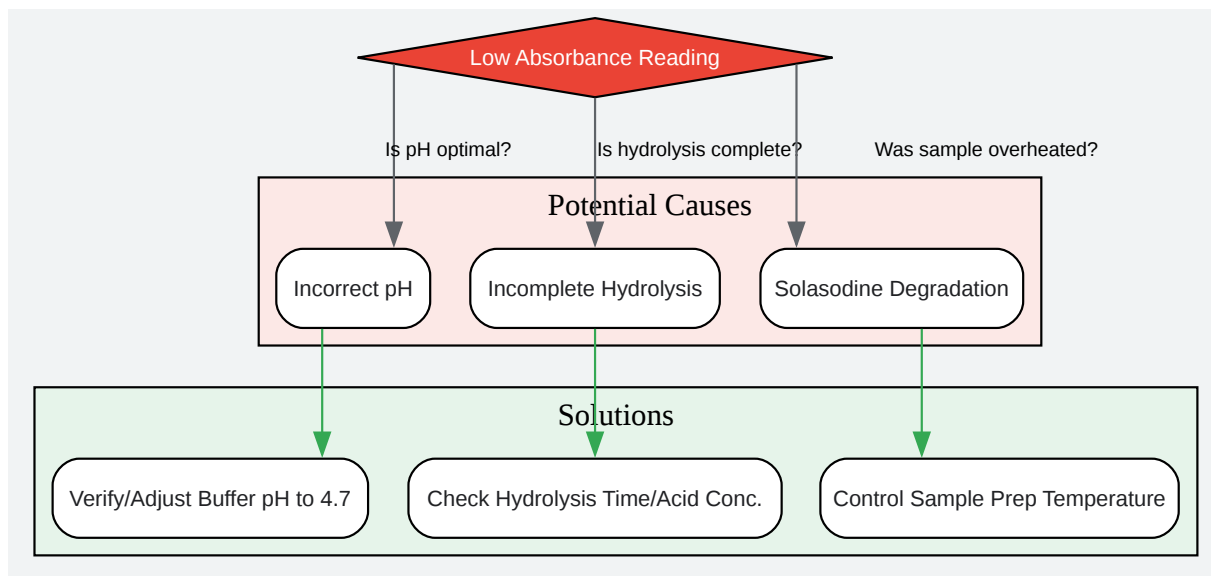 Low Absorbance Reading
Is pH optimal?
Is hydrolysis complete?
Was sample overheated?
Potential Causes
Incorrect pH
Incomplete Hydrolysis
Solasodine Degradation
Solutions
Verify/Adjust Buffer pH to 4.7
Check Hydrolysis Time/Acid Conc.
Control Sample Prep Temperature